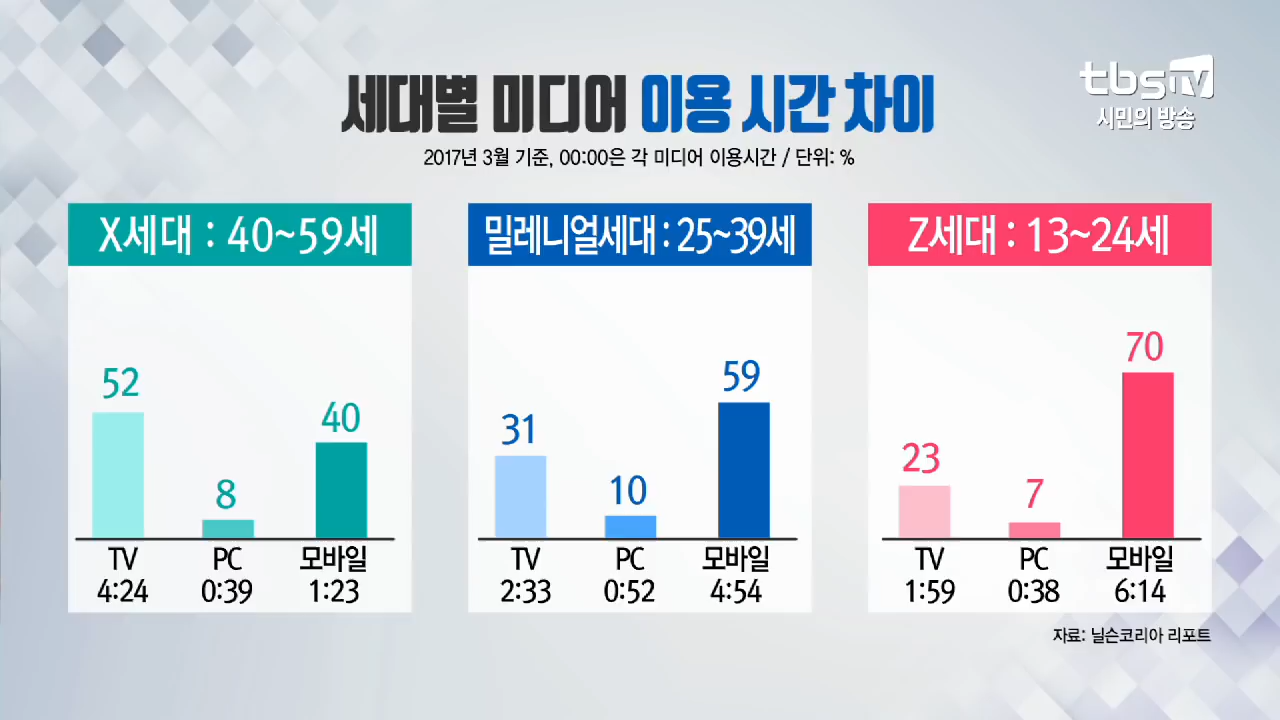 세대별 미디어 이용 시간 차이
tbsTV
시민의 방송
2017년 3월 기준, 00:00은 각 미디어 이용시간 / 단위: %
X세대 : 40~59세
52
8
40
TV
PC
모바일
4:24
0:39
1:23
밀레니얼세대 : 25~39세
31
10
59
TV
PC
모바일
2:33
0:52
4:54
Z세대 : 13~24세
23
7
70
TV
PC
모바일
1:59
0:38
6:14
자료: 닐슨코리아 리포트